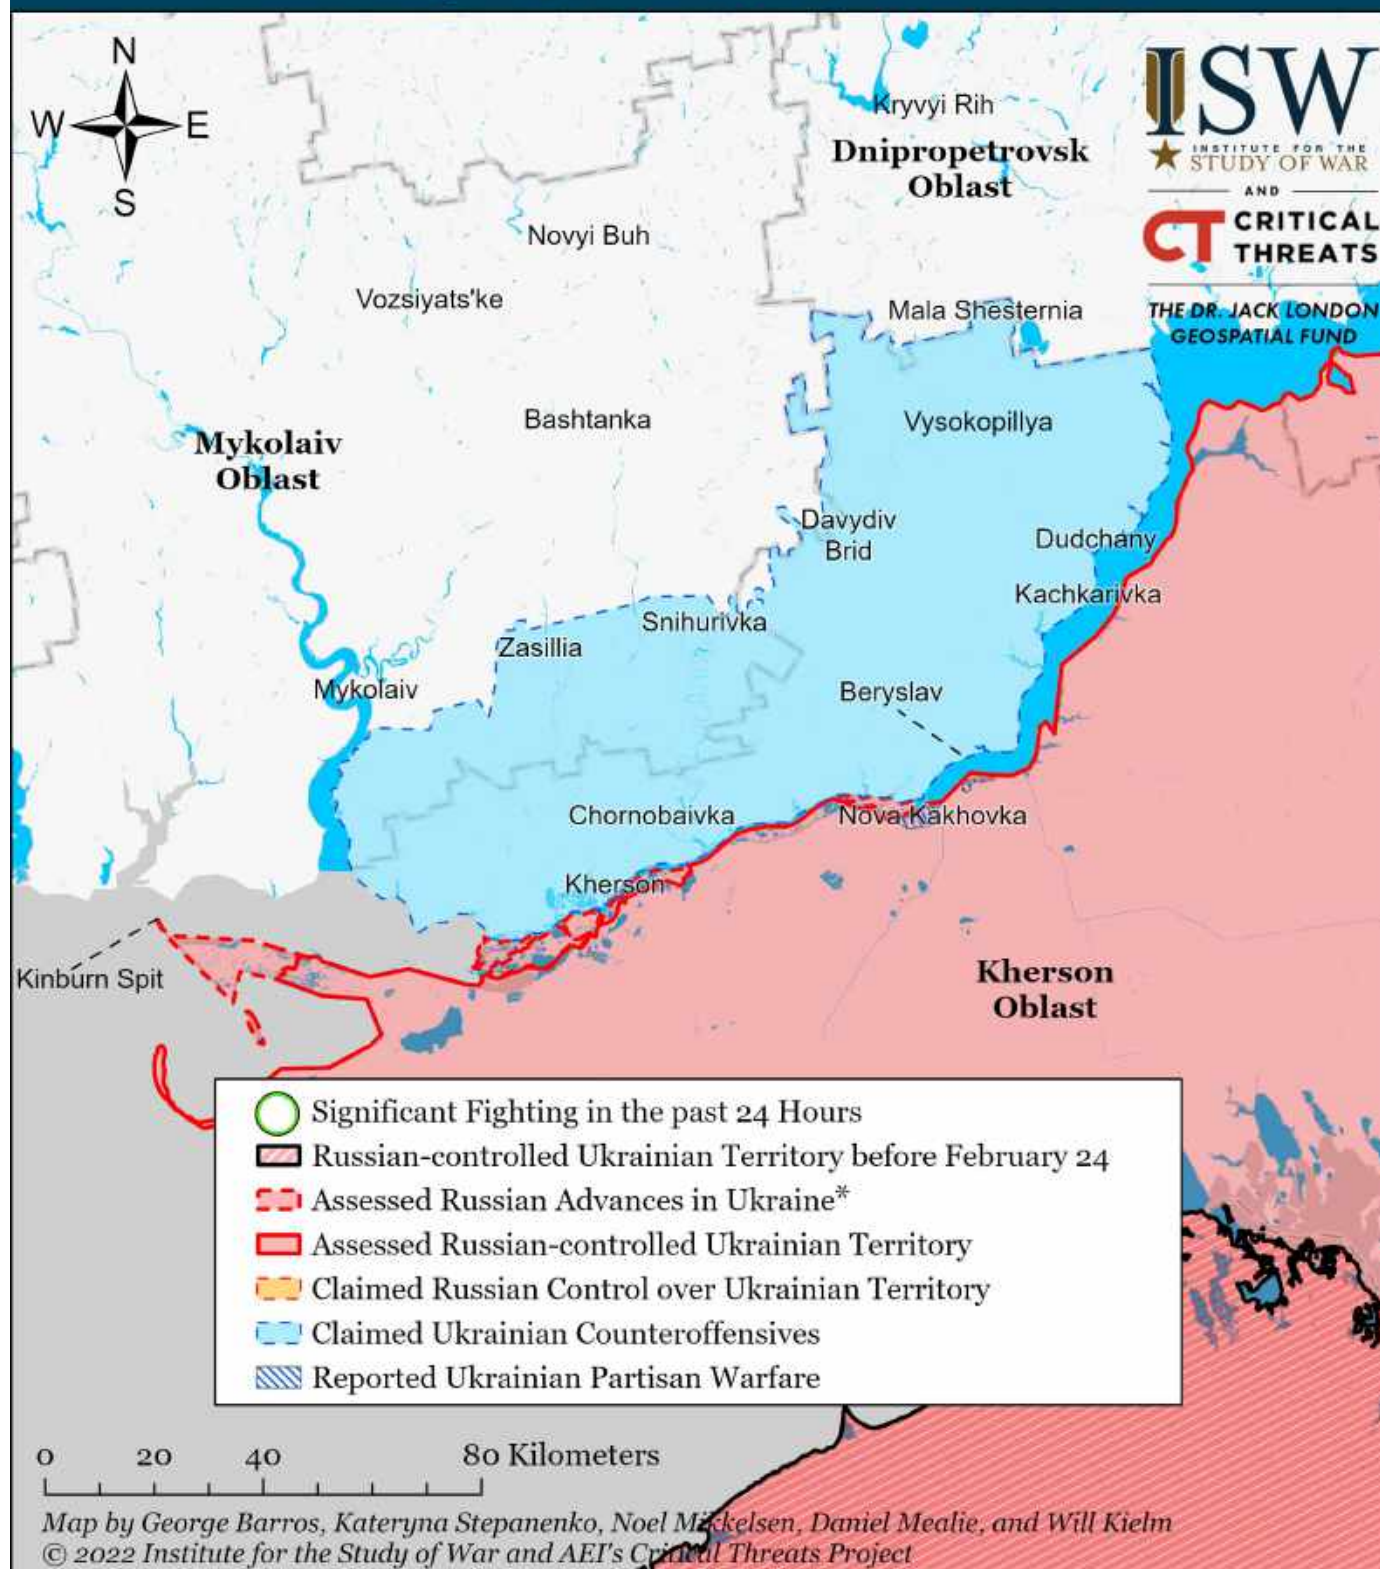 N
W E
S
ISW
INSTITUTE FOR THE
STUDY OF WAR
AND
CT CRITICAL
THREATS
THE DR. JACK LONDON
GEOSPATIAL FUND
Kryvyi Rih
Dnipropetrovsk
Oblast
Novyi Buh
Vozsiyats'ke
Mala Shesternia
Bashtanka
Vysokopillya
Mykolaiv
Oblast
Davydiv
Brid
Dudchany
Kachkarivka
Snihurivka
Zasillia
Mykolaiv
Beryslav
Chornobaivka
Nova Kakhovka
Kherson
Kinburn Spit
Kherson
Oblast
Significant Fighting in the past 24 Hours
Russian-controlled Ukrainian Territory before February 24
Assessed Russian Advances in Ukraine*
Assessed Russian-controlled Ukrainian Territory
Claimed Russian Control over Ukrainian Territory
Claimed Ukrainian Counteroffensives
Reported Ukrainian Partisan Warfare
0 20 40 80 Kilometers
Map by George Barros, Kateryna Stepanenko, Noel Mikkelsen, Daniel Mealie, and Will Kielm
© 2022 Institute for the Study of War and AEI's Critical Threats Project